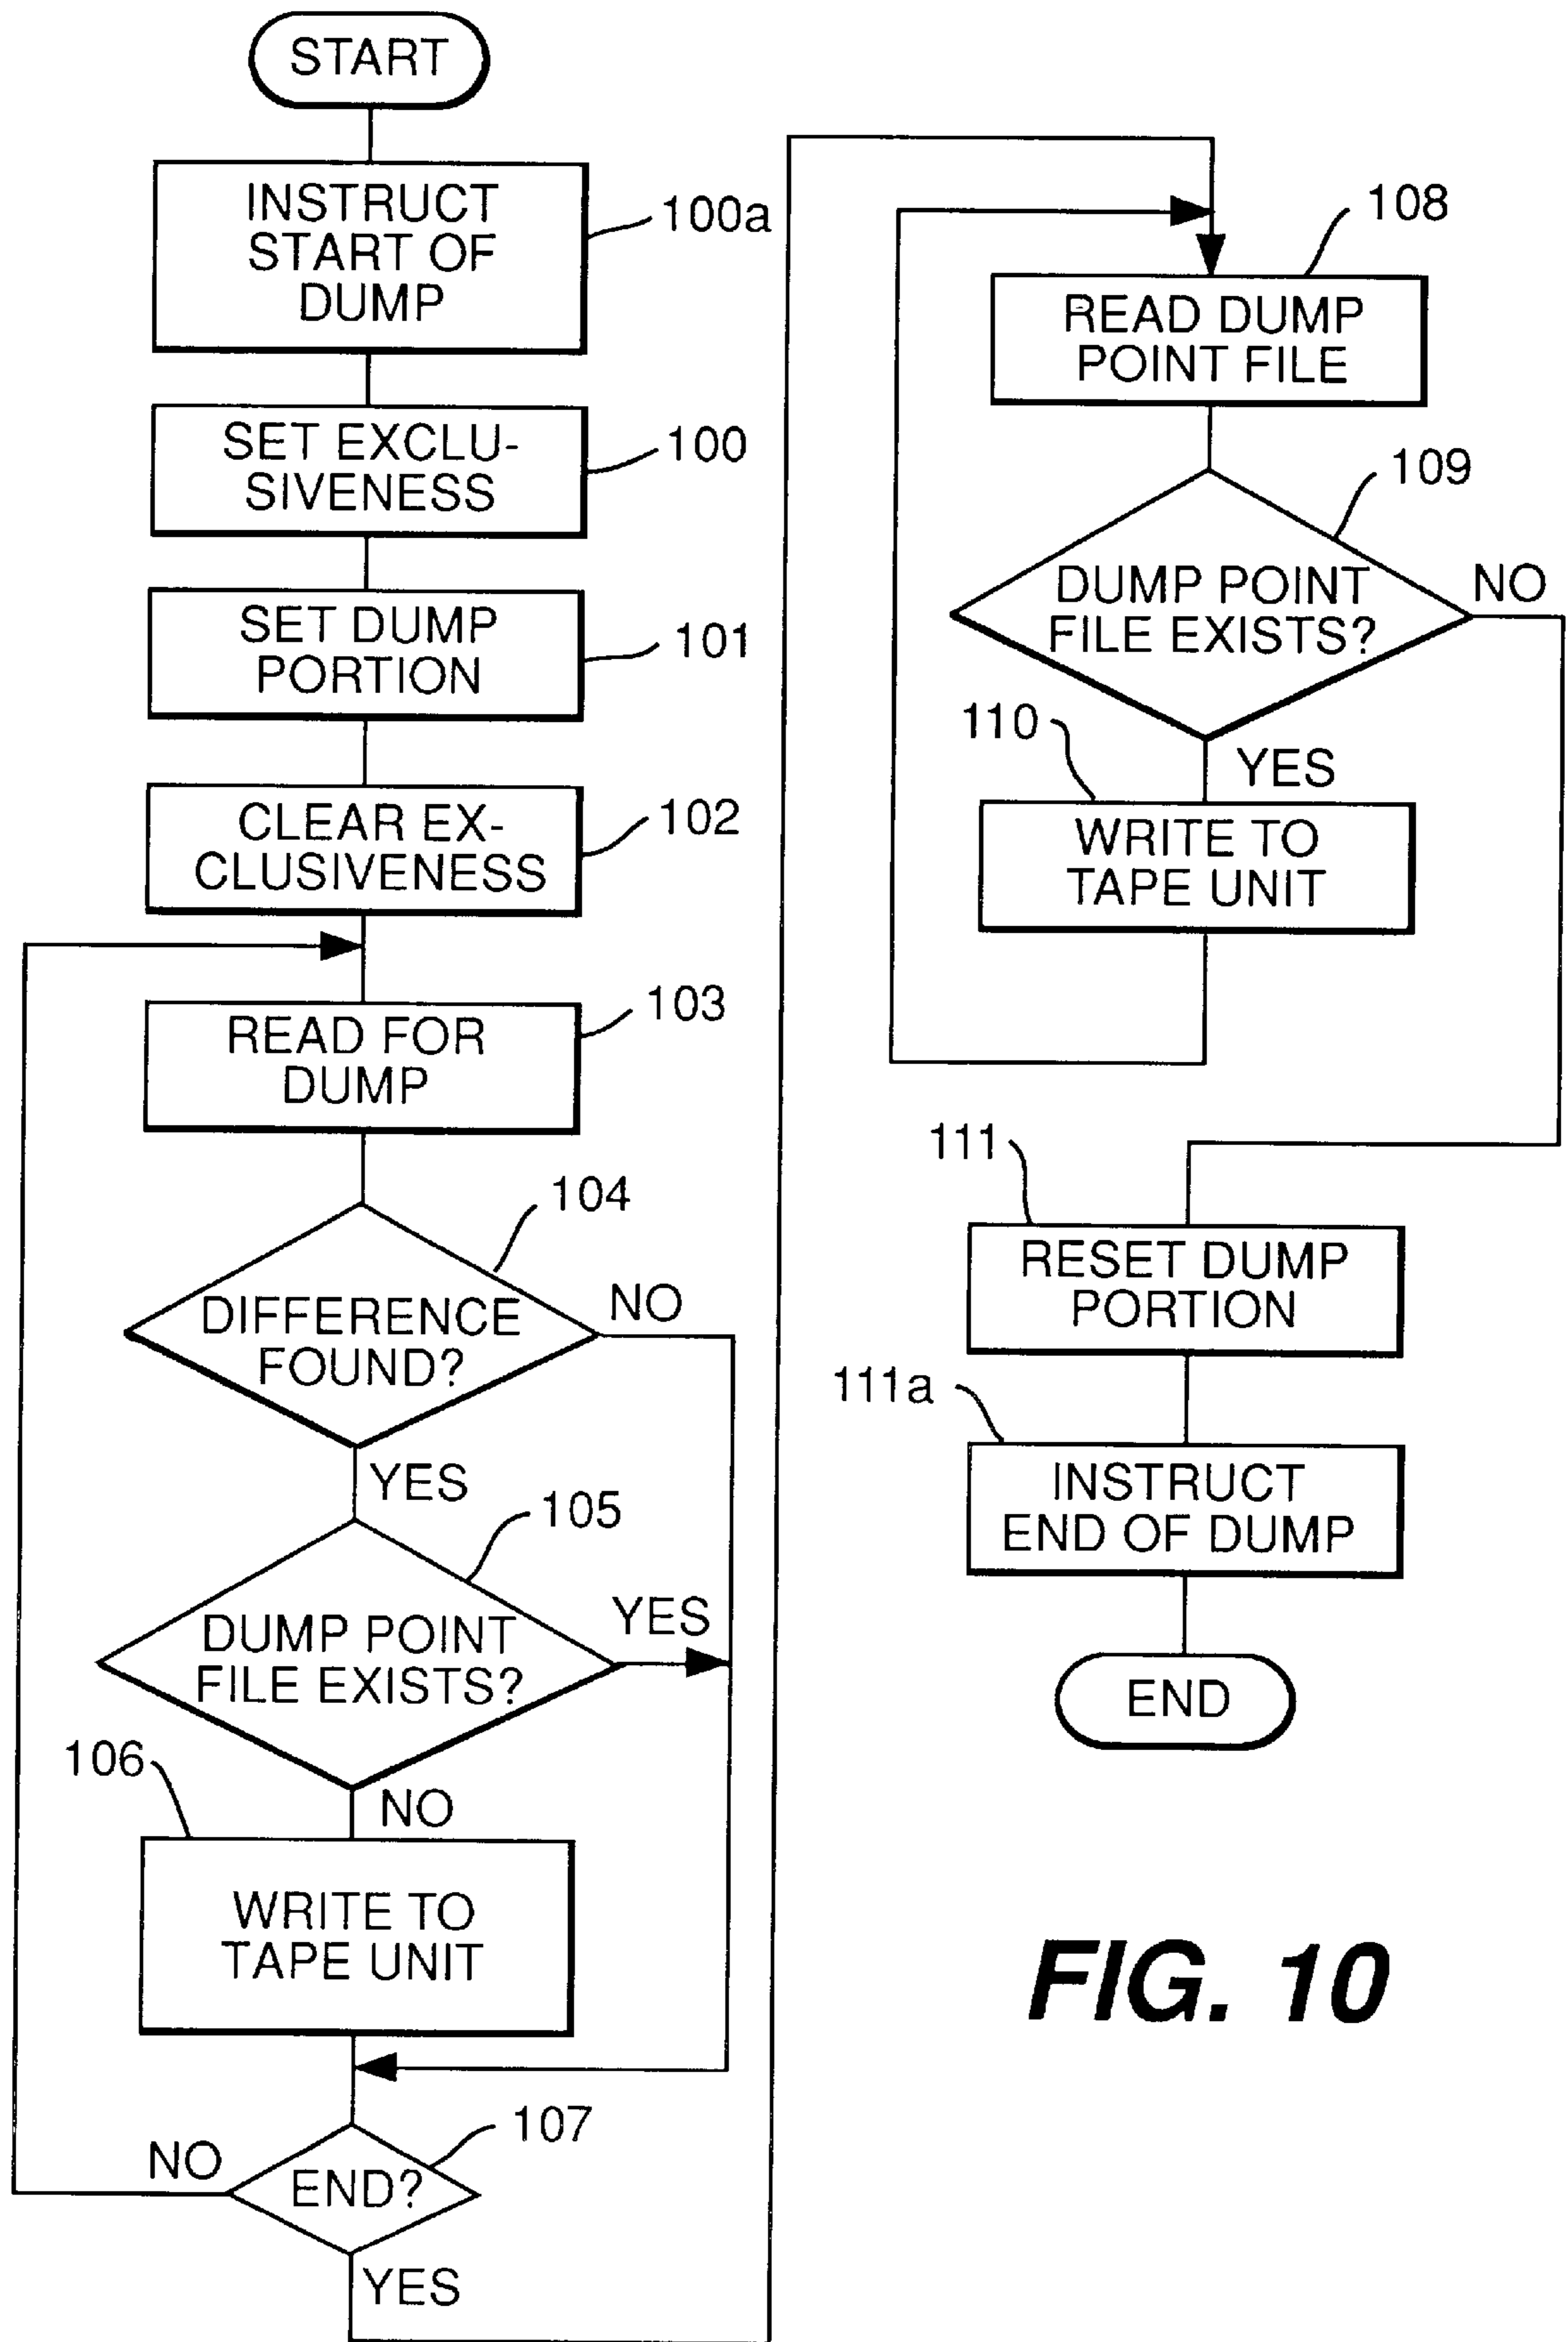 START
INSTRUCT
START OF
DUMP
100a
SET EXCLU-
SIVENESS
100
SET DUMP
PORTION
101
CLEAR EX-
CLUSIVENESS
102
READ FOR
DUMP
103
104
DIFFERENCE
FOUND?
NO
YES
105
DUMP POINT
FILE EXISTS?
YES
NO
106
WRITE TO
TAPE UNIT
107
END?
NO
YES
108
READ DUMP
POINT FILE
109
DUMP POINT
FILE EXISTS?
NO
YES
110
WRITE TO
TAPE UNIT
111
RESET DUMP
PORTION
111a
INSTRUCT
END OF DUMP
END
FIG. 10